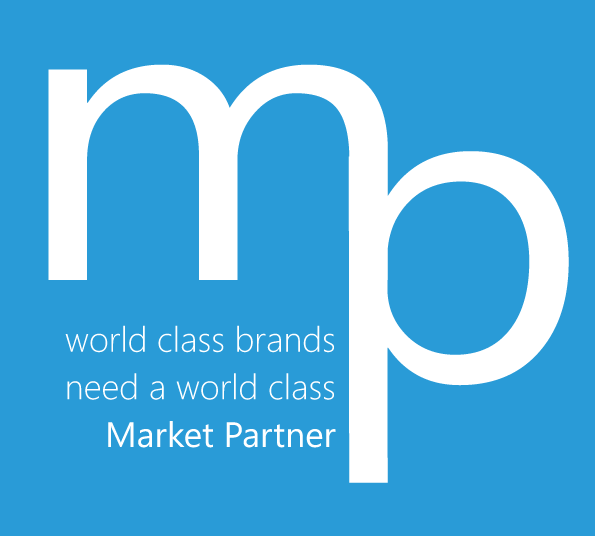 mp
world class brands
need a world class
Market Partner